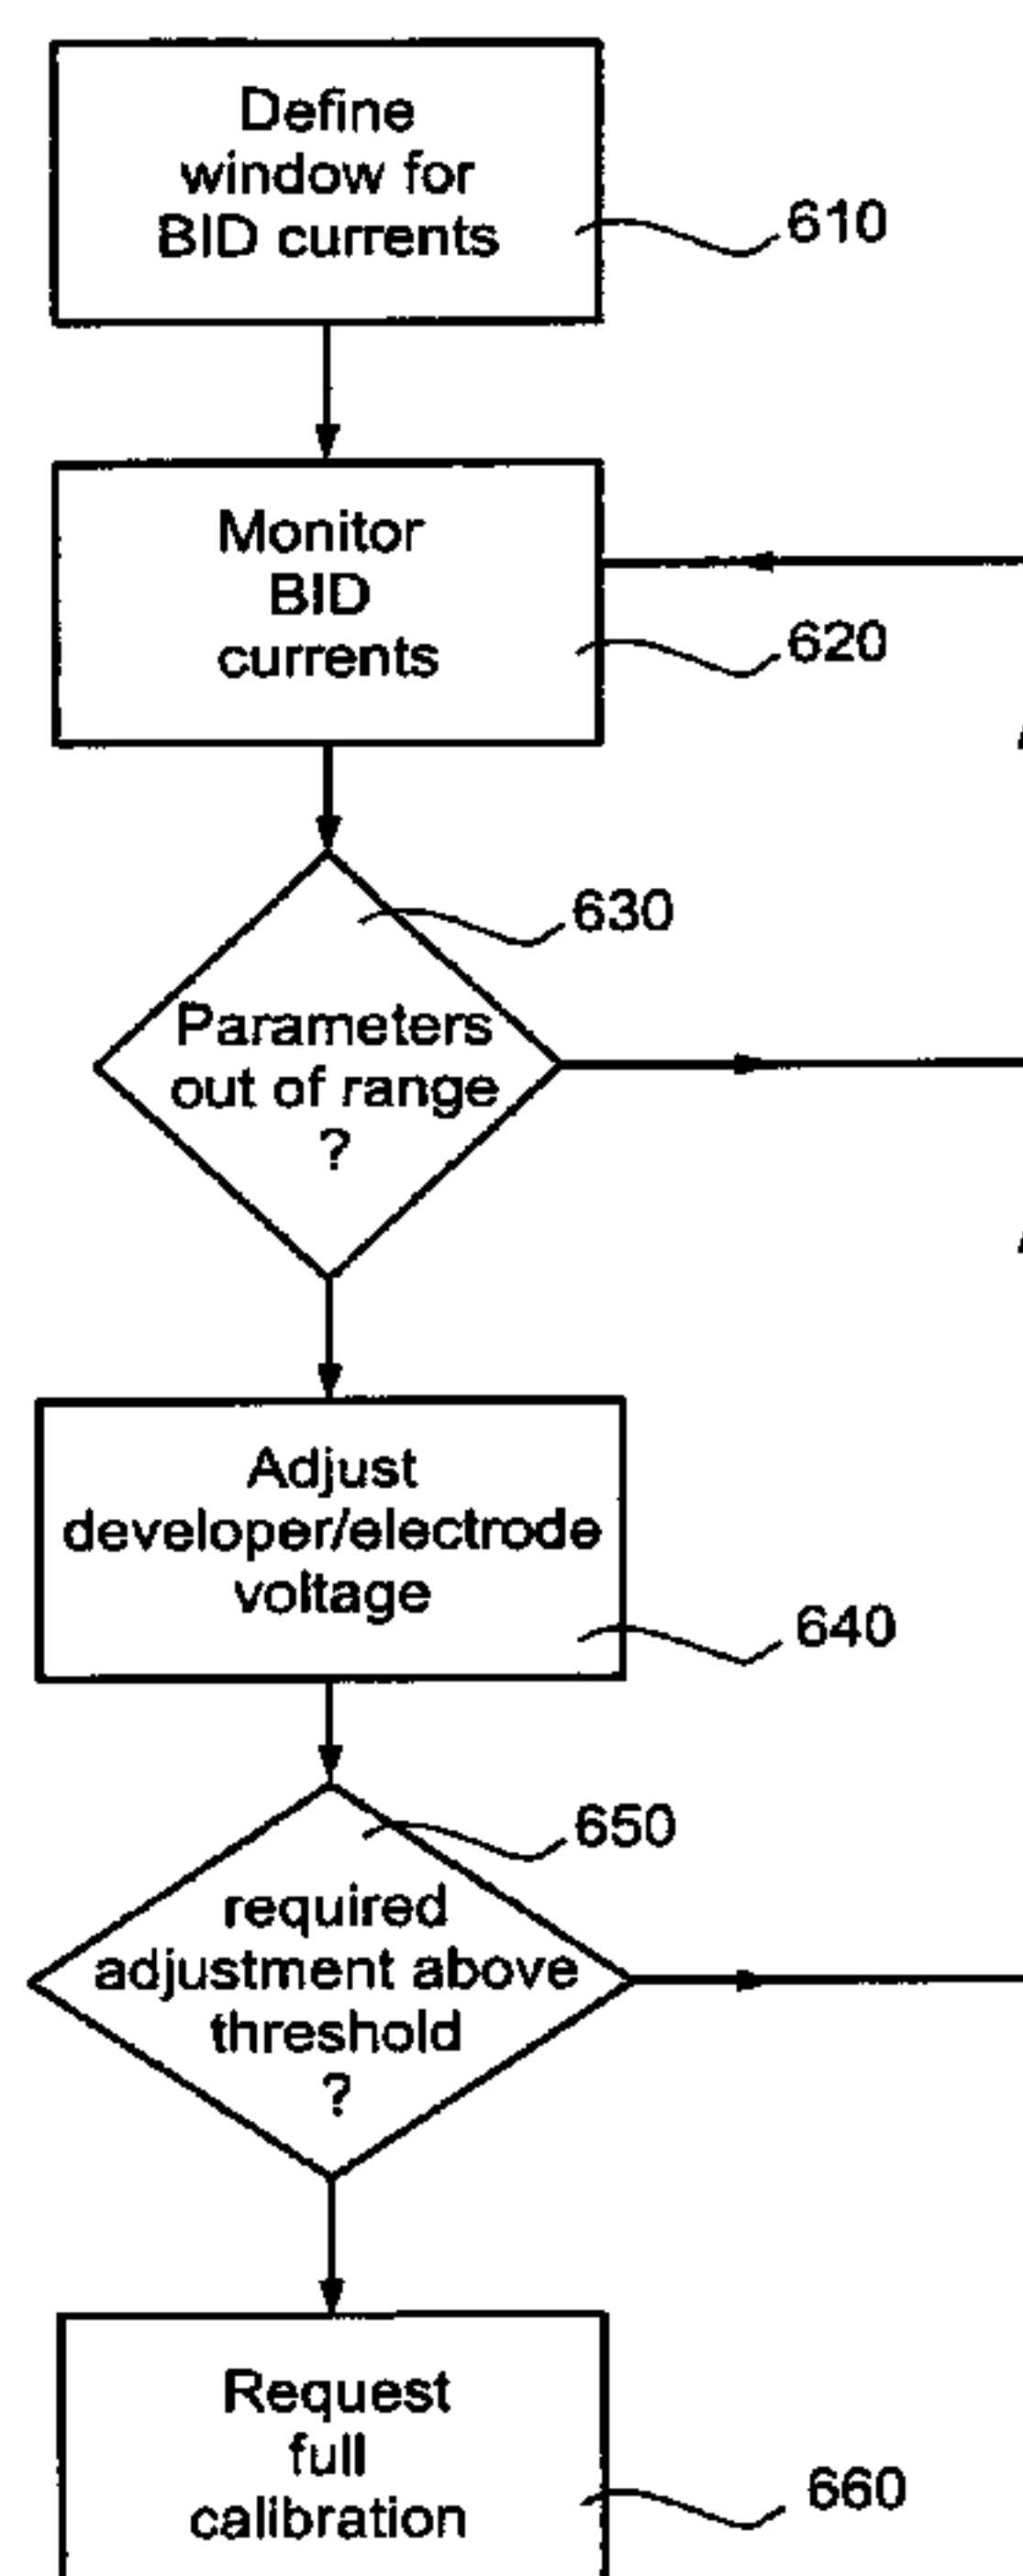 Define
window for
BID currents
610
Monitor
BID
currents
620
630
Parameters
out of range
?
Adjust
developer/electrode
voltage
640
650
required
adjustment above
threshold
?
Request
full
calibration
660